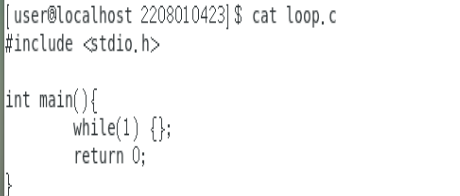 [user@localhost 2208010423]$ cat loop.c
#include <stdio.h>

int main(){
        while(1) {};
        return 0;
}